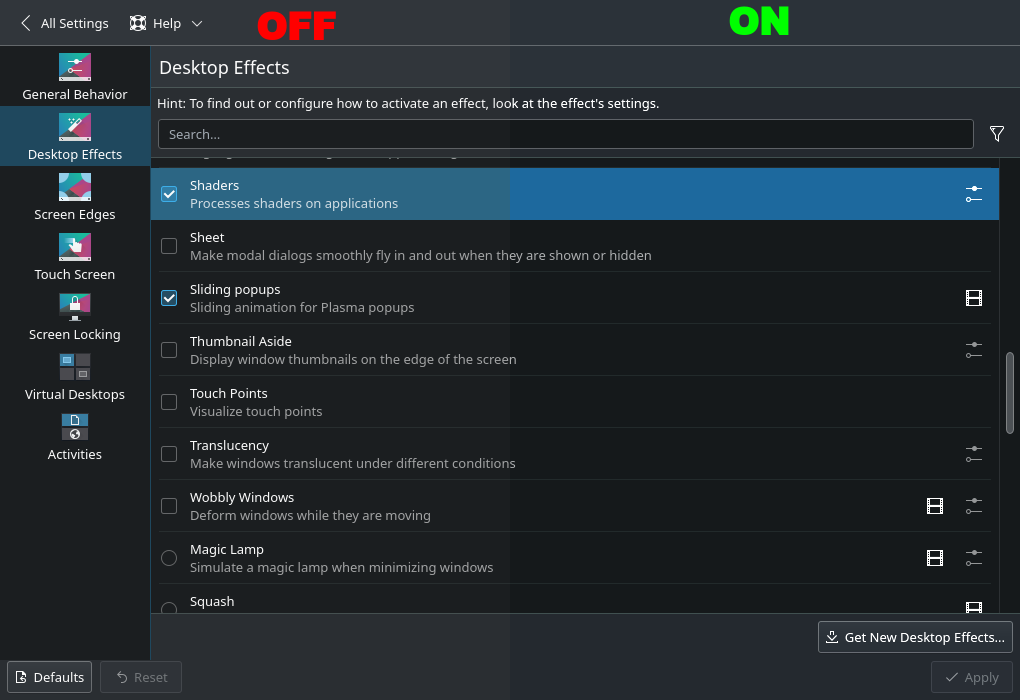 All Settings
Help
OFF
ON
General Behavior
Desktop Effects
Screen Edges
Touch Screen
Screen Locking
Virtual Desktops
Activities
Desktop Effects
Hint: To find out or configure how to activate an effect, look at the effect's settings.
Search...
Shaders
Processes shaders on applications
Sheet
Make modal dialogs smoothly fly in and out when they are shown or hidden
Sliding popups
Sliding animation for Plasma popups
Thumbnail Aside
Display window thumbnails on the edge of the screen
Touch Points
Visualize touch points
Translucency
Make windows translucent under different conditions
Wobbly Windows
Deform windows while they are moving
Magic Lamp
Simulate a magic lamp when minimizing windows
Squash
Get New Desktop Effects...
Defaults
Reset
Apply